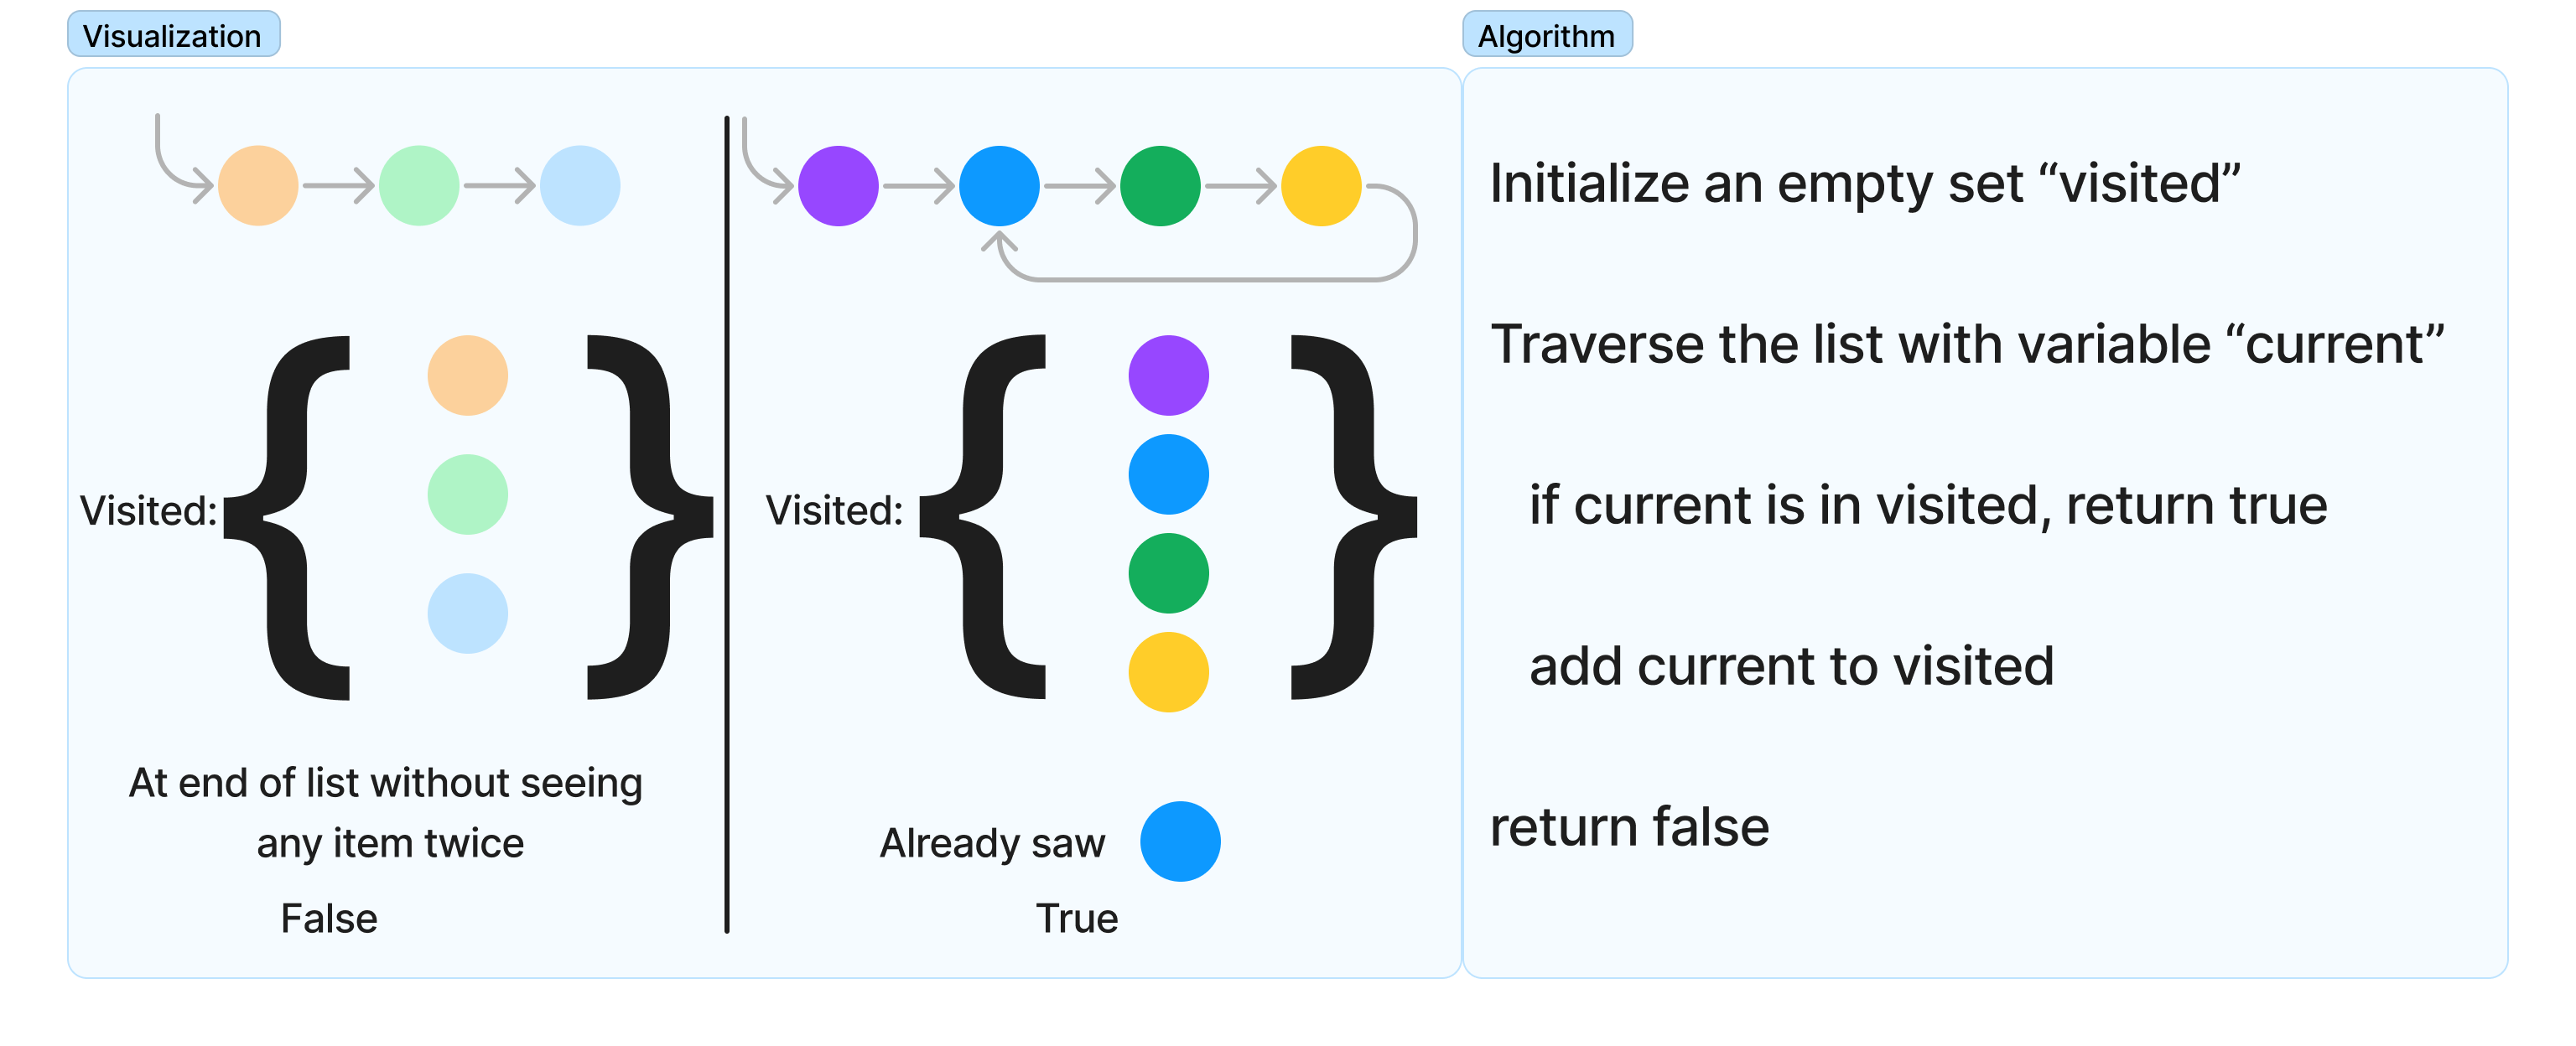 Visualization
Visited:
At end of list without seeing
any item twice
False
Visited:
Already saw
True
Algorithm
Initialize an empty set “visited”
Traverse the list with variable “current”
if current is in visited, return true
add current to visited
return false